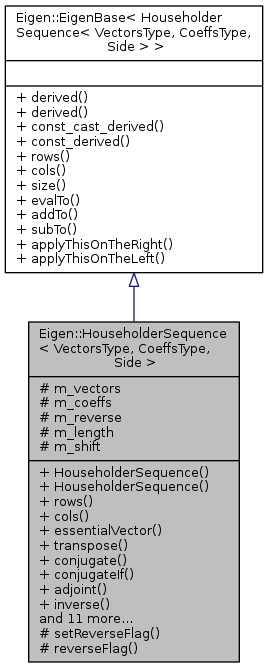 Eigen::EigenBase< Householder
Sequence< VectorsType, CoeffsType,
Side > >
+ derived()
+ derived()
+ const_cast_derived()
+ const_derived()
+ rows()
+ cols()
+ size()
+ evalTo()
+ addTo()
+ subTo()
+ applyThisOnTheRight()
+ applyThisOnTheLeft()
Eigen::HouseholderSequence
< VectorsType, CoeffsType,
Side >
# m_vectors
# m_coeffs
# m_reverse
# m_length
# m_shift
+ HouseholderSequence()
+ HouseholderSequence()
+ rows()
+ cols()
+ essentialVector()
+ transpose()
+ conjugate()
+ conjugateIf()
+ adjoint()
+ inverse()
and 11 more...
# setReverseFlag()
# reverseFlag()